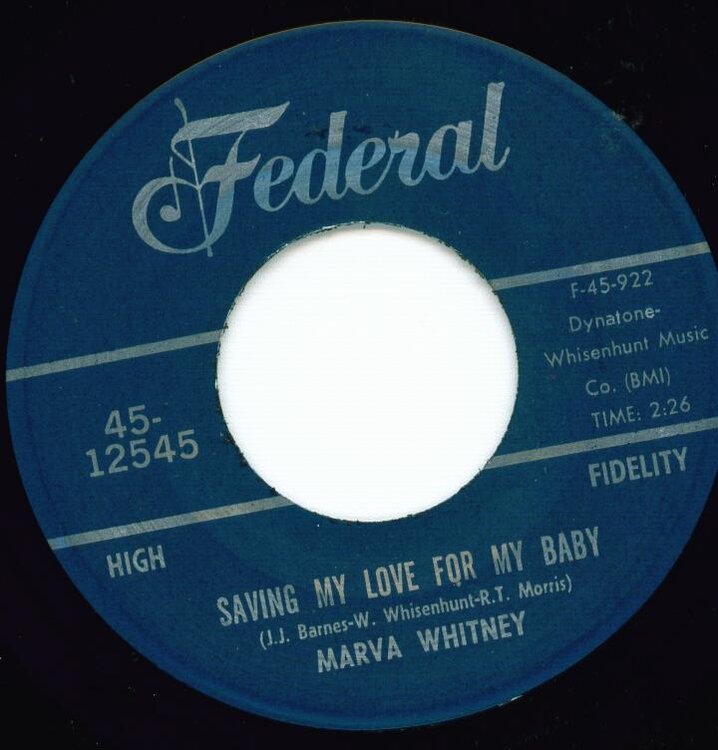 Federal
F-45-922
Dynatone-
Whisenhunt Music
Co. (BMI)
TIME: 2:26
45-
12545
HIGH
FIDELITY
SAVING MY LOVE FOR MY BABY
(J.J. Barnes-W. Whisenhunt-R.T. Morris)
MARVA WHITNEY